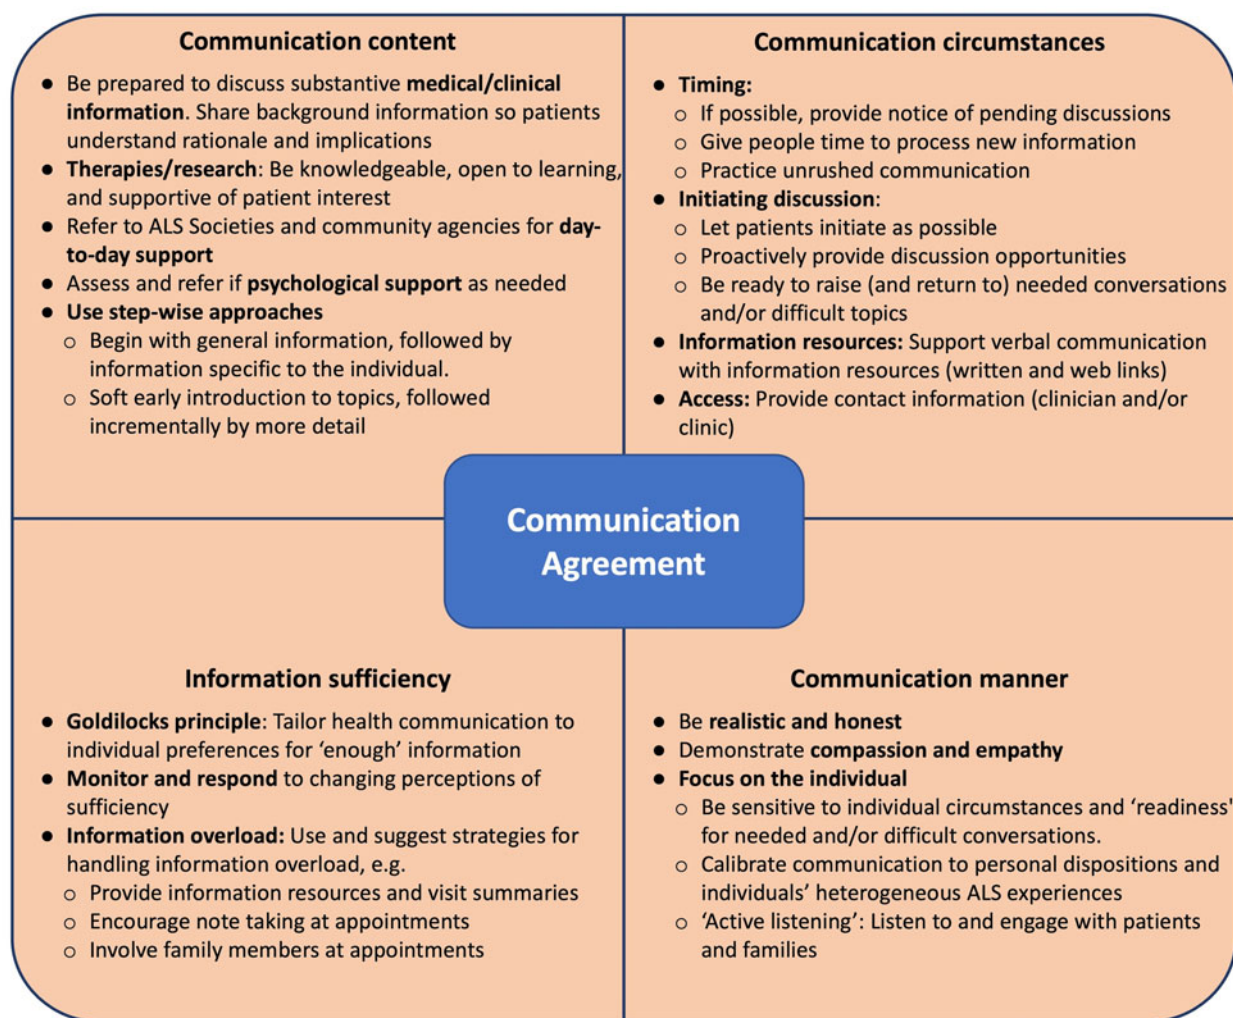 Communication content
● Be prepared to discuss substantive medical/clinical
information. Share background information so patients
understand rationale and implications
● Therapies/research: Be knowledgeable, open to learning,
and supportive of patient interest
● Refer to ALS Societies and community agencies for day-
to-day support
● Assess and refer if psychological support as needed
● Use step-wise approaches
o Begin with general information, followed by
information specific to the individual.
o Soft early introduction to topics, followed
incrementally by more detail
Communication circumstances
● Timing:
o If possible, provide notice of pending discussions
o Give people time to process new information
o Practice unrushed communication
● Initiating discussion:
o Let patients initiate as possible
o Proactively provide discussion opportunities
o Be ready to raise (and return to) needed conversations
and/or difficult topics
● Information resources: Support verbal communication
with information resources (written and web links)
● Access: Provide contact information (clinician and/or
clinic)
Communication
Agreement
Information sufficiency
● Goldilocks principle: Tailor health communication to
individual preferences for ‘enough’ information
● Monitor and respond to changing perceptions of
sufficiency
● Information overload: Use and suggest strategies for
handling information overload, e.g.
o Provide information resources and visit summaries
o Encourage note taking at appointments
o Involve family members at appointments
Communication manner
● Be realistic and honest
● Demonstrate compassion and empathy
● Focus on the individual
o Be sensitive to individual circumstances and ‘readiness'
for needed and/or difficult conversations.
o Calibrate communication to personal dispositions and
individuals’ heterogeneous ALS experiences
o ‘Active listening’: Listen to and engage with patients
and families